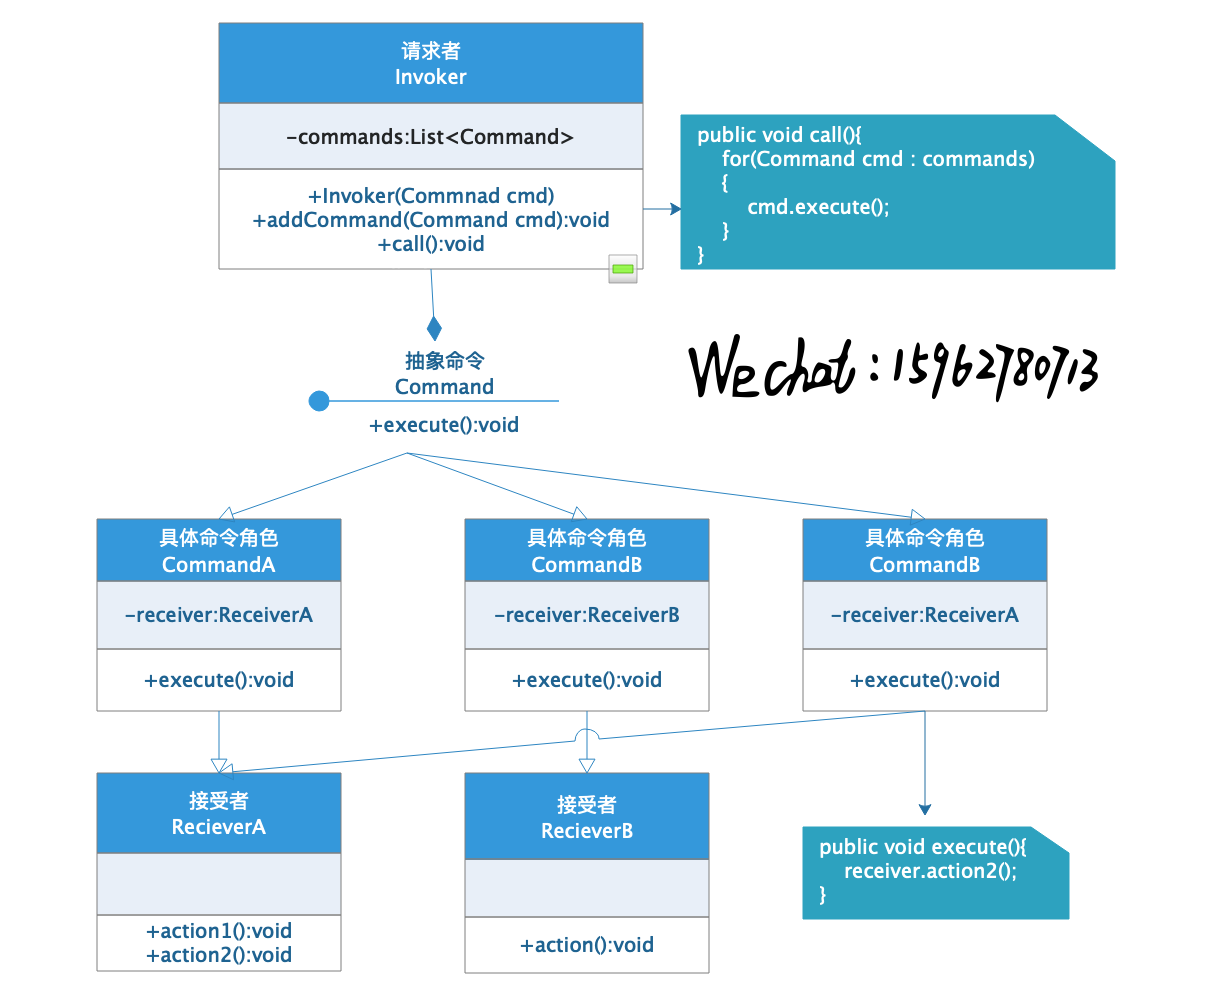 请求者
Invoker
-commands:List<Command>
+Invoker(Commnad cmd)
+addCommand(Command cmd):void
+call():void
public void call(){
for(Command cmd : commands)
{
cmd.execute();
}
}
Wechat:15962780713
抽象命令
Command
+execute():void
具体命令角色
CommandA
-receiver:ReceiverA
+execute():void
具体命令角色
CommandB
-receiver:ReceiverB
+execute():void
具体命令角色
CommandB
-receiver:ReceiverA
+execute():void
接受者
RecieverA
+action1():void
+action2():void
接受者
RecieverB
+action():void
public void execute(){
receiver.action2();
}